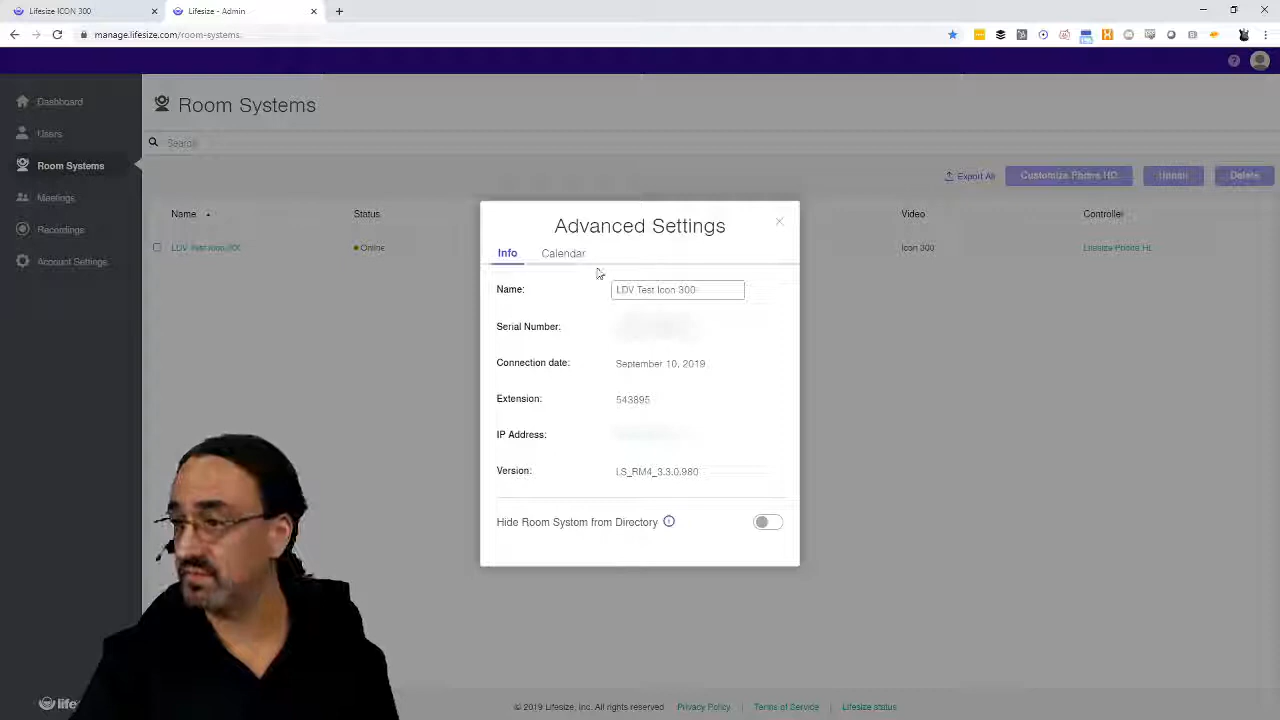 Lifesize ICON 300
Lifesize - Admin
manage.lifesize.com/room-systems
Dashboard
Users
Room Systems
Meetings
Recordings
Account Settings
Room Systems
Search
Export All
Customize Phone HD
Unpair
Delete
Name
Status
Video
Controller
LDV Test Icon 300
Online
Icon 300
Lifesize Phone HD
Advanced Settings
Info
Calendar
Name:
LDV Test Icon 300
Serial Number:
Connection date:
September 10, 2019
Extension:
543895
IP Address:
Version:
LS_RM4_3.3.0.980
Hide Room System from Directory
life
© 2019 Lifesize, Inc. All rights reserved
Privacy Policy
Terms of Service
Lifesize status